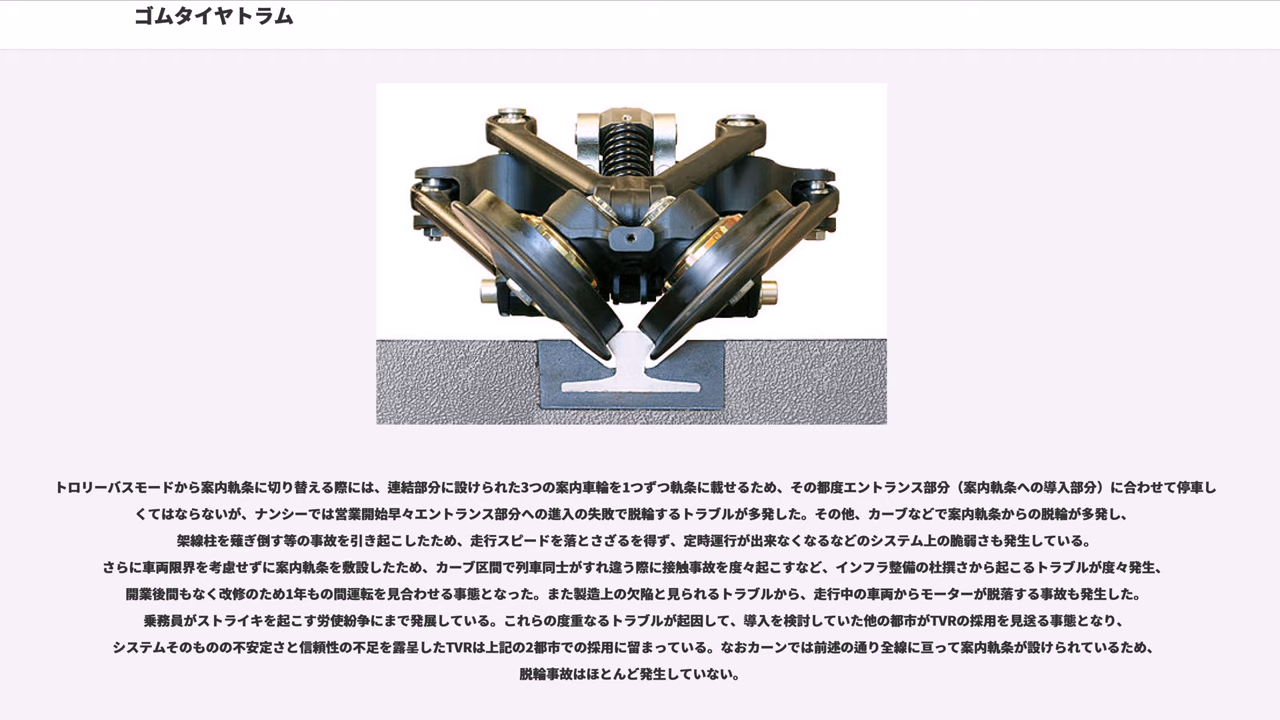 ゴムタイヤトラム
トロリーバスモードから案内軌条に切り替える際には、連結部分に設けられた3つの案内車輪を1つずつ軌条に載せるため、その都度エントランス部分（案内軌条への導入部分）に合わせて停車し
くてはならないが、ナンシーでは営業開始早々エントランス部分への進入の失敗で脱輪するトラブルが多発した。その他、カーブなどで案内軌条からの脱輪が多発し、
架線柱を薙ぎ倒す等の事故を引き起こしたため、走行スピードを落とさざるを得ず、定時運行が出来なくなるなどのシステム上の脆弱さも発生している。
さらに車両限界を考慮せずに案内軌条を敷設したため、カーブ区間で列車同士がすれ違う際に接触事故を度々起こすなど、インフラ整備の杜撰さから起こるトラブルが度々発生、
開業後間もなく改修のため1年もの間運転を見合わせる事態となった。また製造上の欠陥と見られるトラブルから、走行中の車両からモーターが脱落する事故も発生した。
乗務員がストライキを起こす労使紛争にまで発展している。これらの度重なるトラブルが起因して、導入を検討していた他の都市がTVRの採用を見送る事態となり、
システムそのものの不安定さと信頼性の不足を露呈したTVRは上記の2都市での採用に留まっている。なおカーンでは前述の通り全線に亘って案内軌条が設けられているため、
脱輪事故はほとんど発生していない。